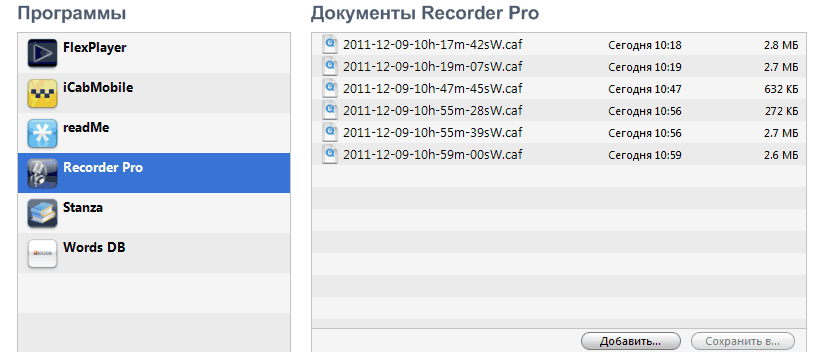 Программы
FlexPlayer
iCabMobile
readMe
Recorder Pro
Stanza
Words DB
Документы Recorder Pro
2011-12-09-10h-17m-42sW.caf Сегодня 10:18 2.8 МБ
2011-12-09-10h-19m-07sW.caf Сегодня 10:19 2.7 МБ
2011-12-09-10h-47m-45sW.caf Сегодня 10:47 632 КБ
2011-12-09-10h-55m-28sW.caf Сегодня 10:56 272 КБ
2011-12-09-10h-55m-39sW.caf Сегодня 10:56 2.7 МБ
2011-12-09-10h-59m-00sW.caf Сегодня 10:59 2.6 МБ
Добавить... Сохранить в...